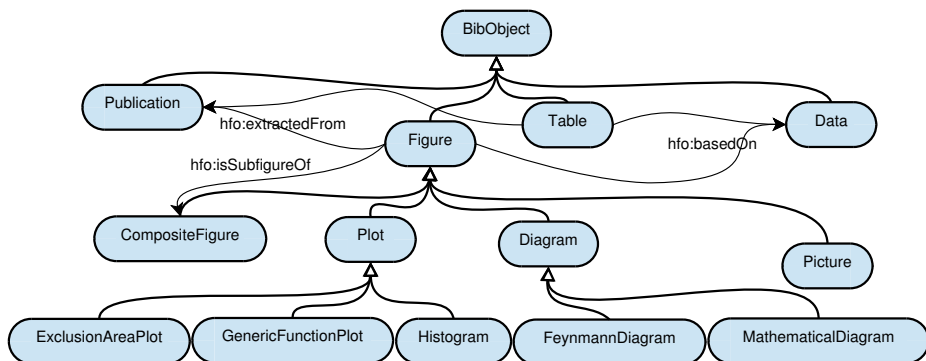 BibObject
Publication
Table
Data
hfo:extractedFrom
Figure
hfo:basedOn
hfo:isSubfigureOf
CompositeFigure
Plot
Diagram
Picture
ExclusionAreaPlot
GenericFunctionPlot
Histogram
FeynmannDiagram
MathematicalDiagram